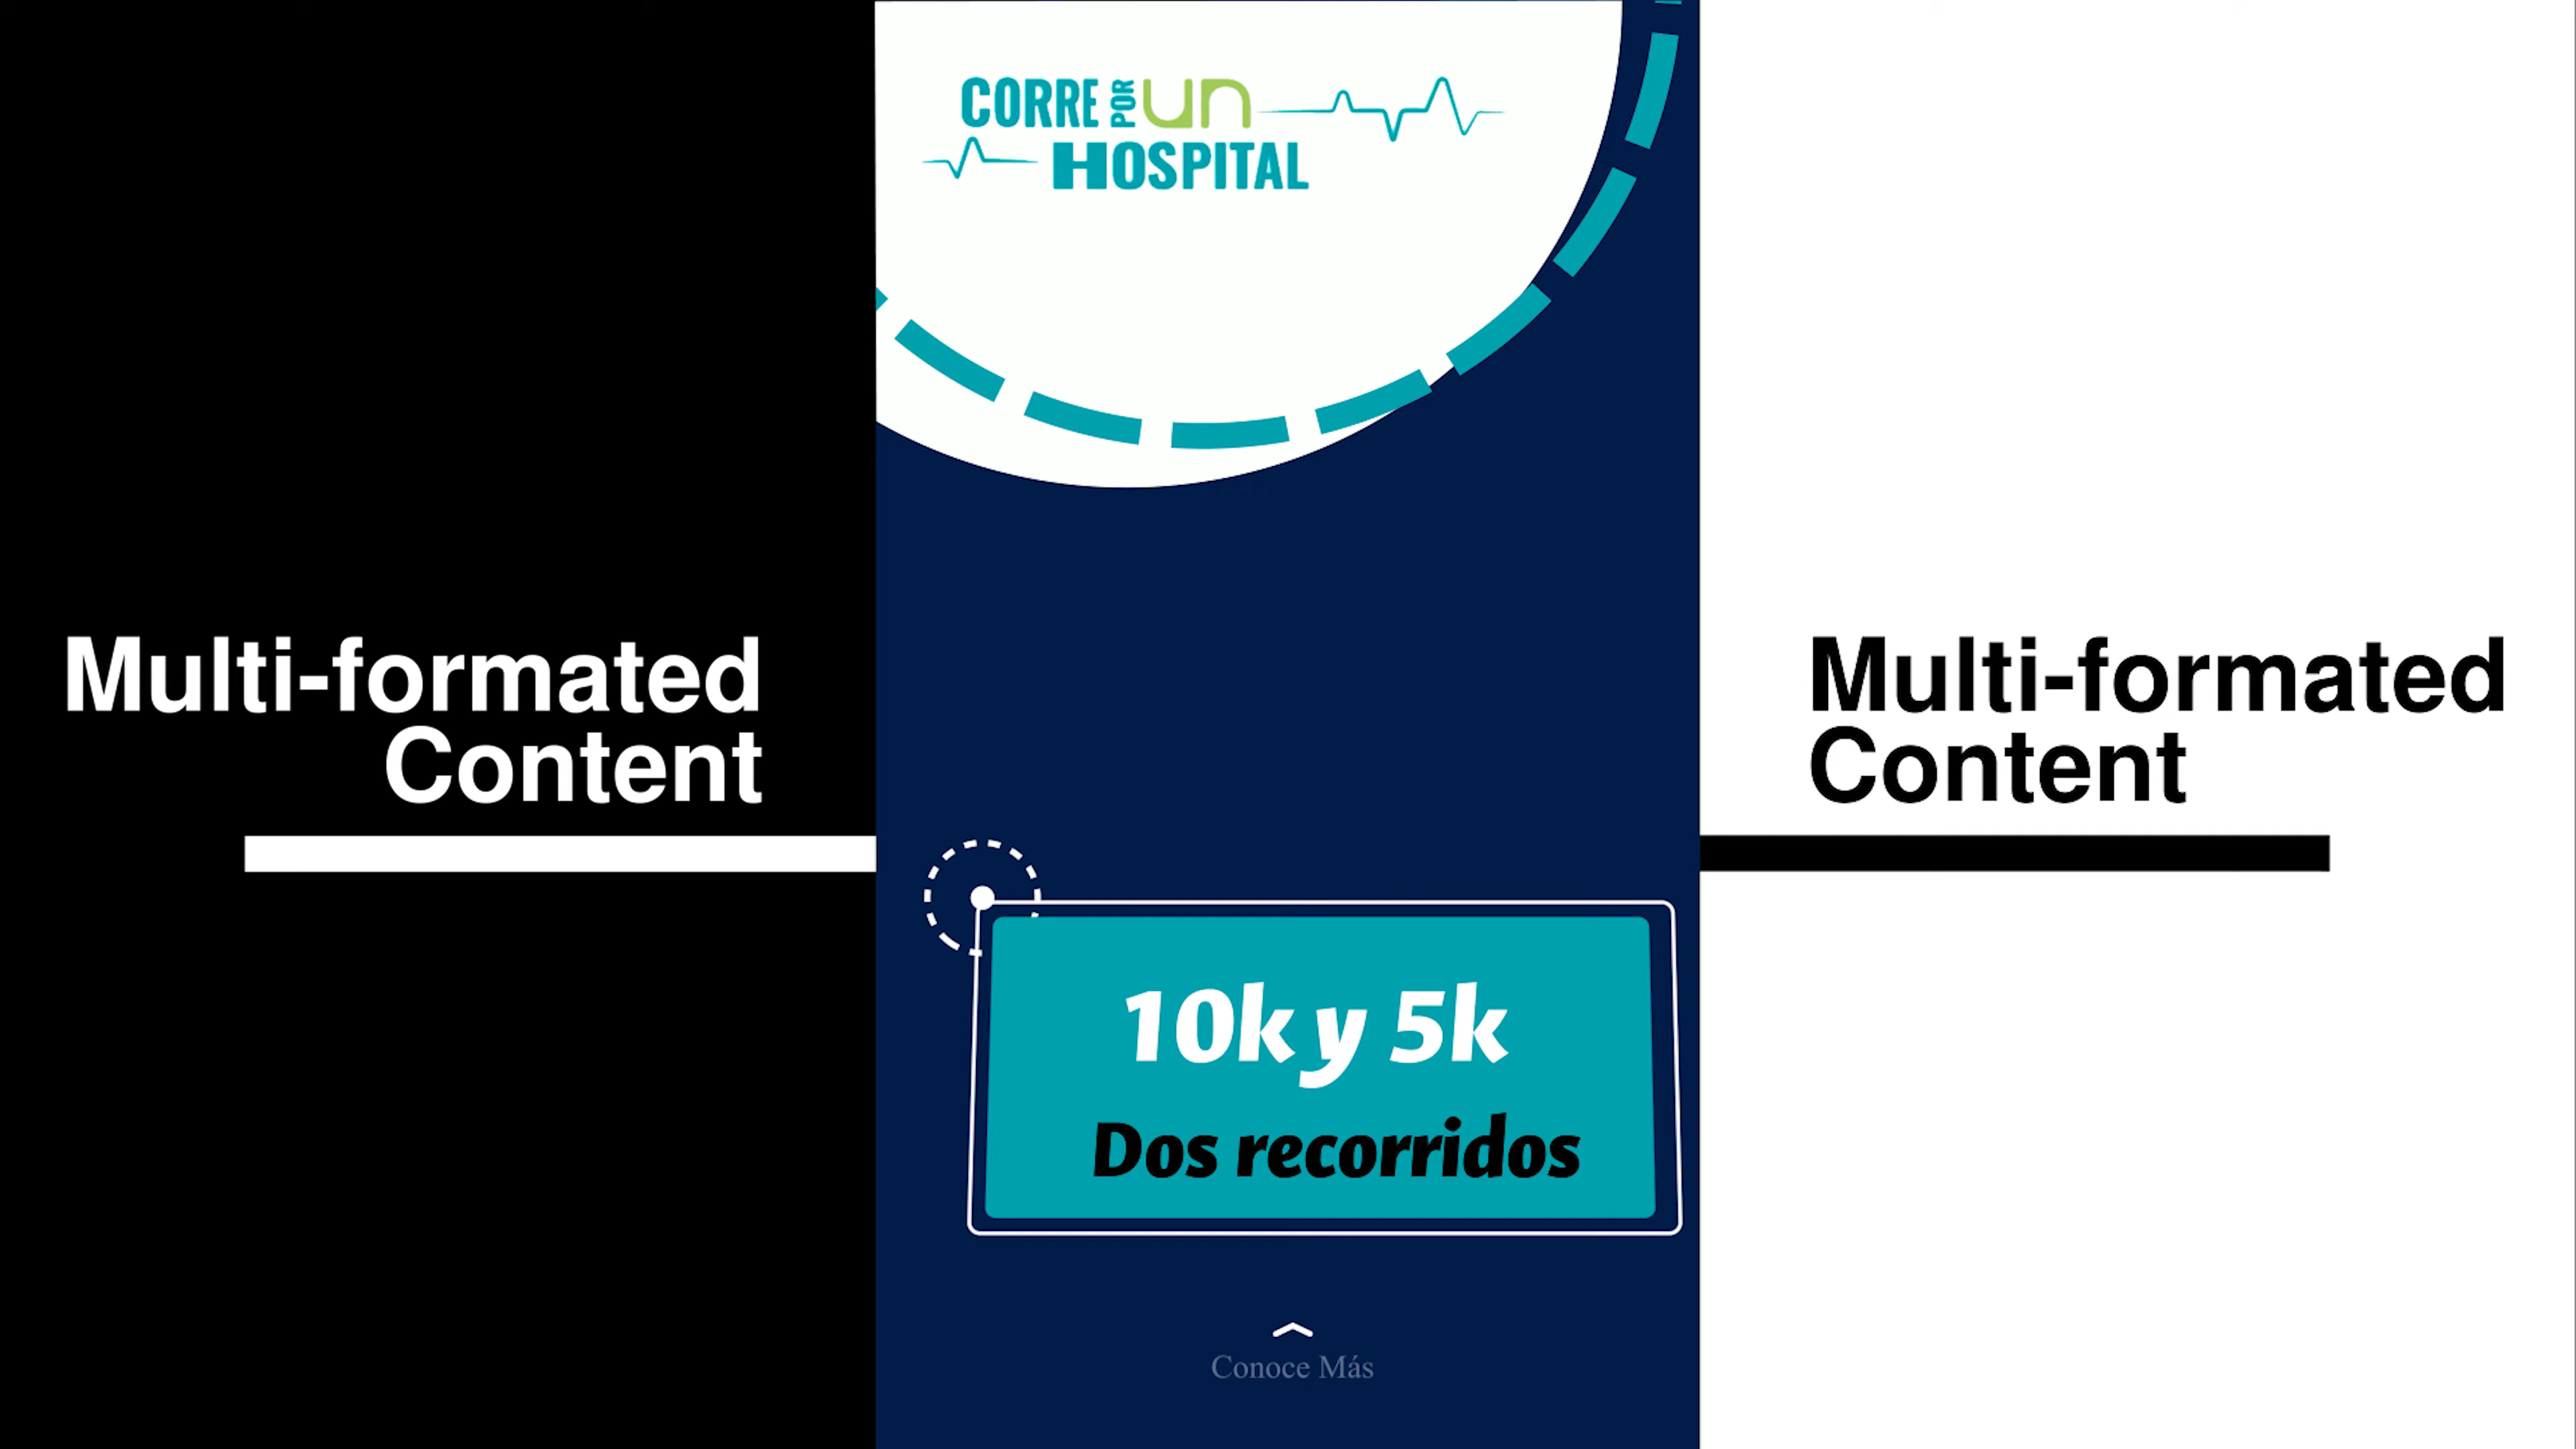 Multi-formated
Content
CORRE POR un
HOSPITAL
10k y 5k
Dos recorridos
Conoce Más
Multi-formated
Content